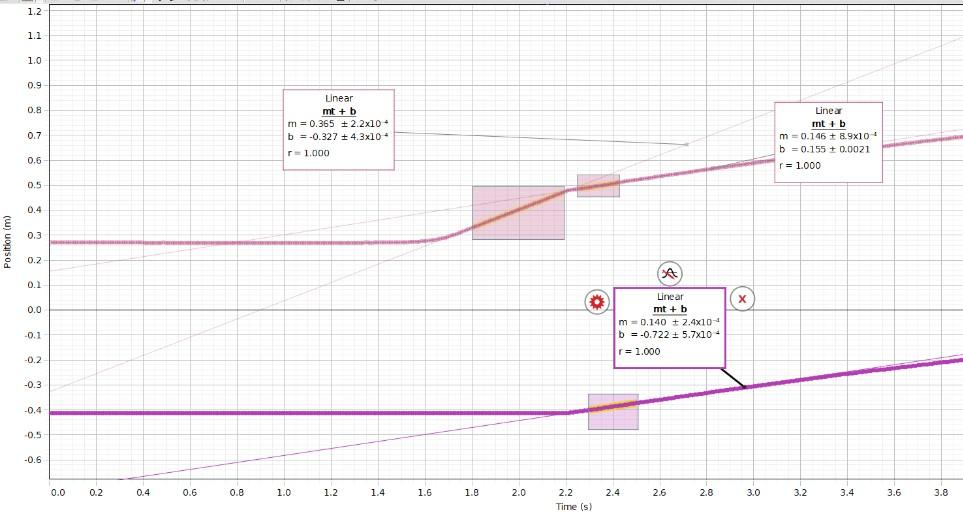 1.2
1.1
1.0
0.9
0.8
0.7
0.6
0.5
0.4
0.3
0.2
0.1
0.0
-0.1
-0.2
-0.3
-0.4
-0.5
-0.6
Position (m)
Linear
mt + b
m = 0.365 ± 2.2x10⁻⁴
b = -0.327 ± 4.3x10⁻⁴
r = 1.000
Linear
mt + b
m = 0.146 ± 8.9x10⁻⁴
b = 0.155 ± 0.0021
r = 1.000
Linear
mt + b
m = 0.140 ± 2.4x10⁻⁴
b = -0.722 ± 5.7x10⁻⁴
r = 1.000
0.0 0.2 0.4 0.6 0.8 1.0 1.2 1.4 1.6 1.8 2.0 2.2 2.4 2.6 2.8 3.0 3.2 3.4 3.6 3.8
Time (s)